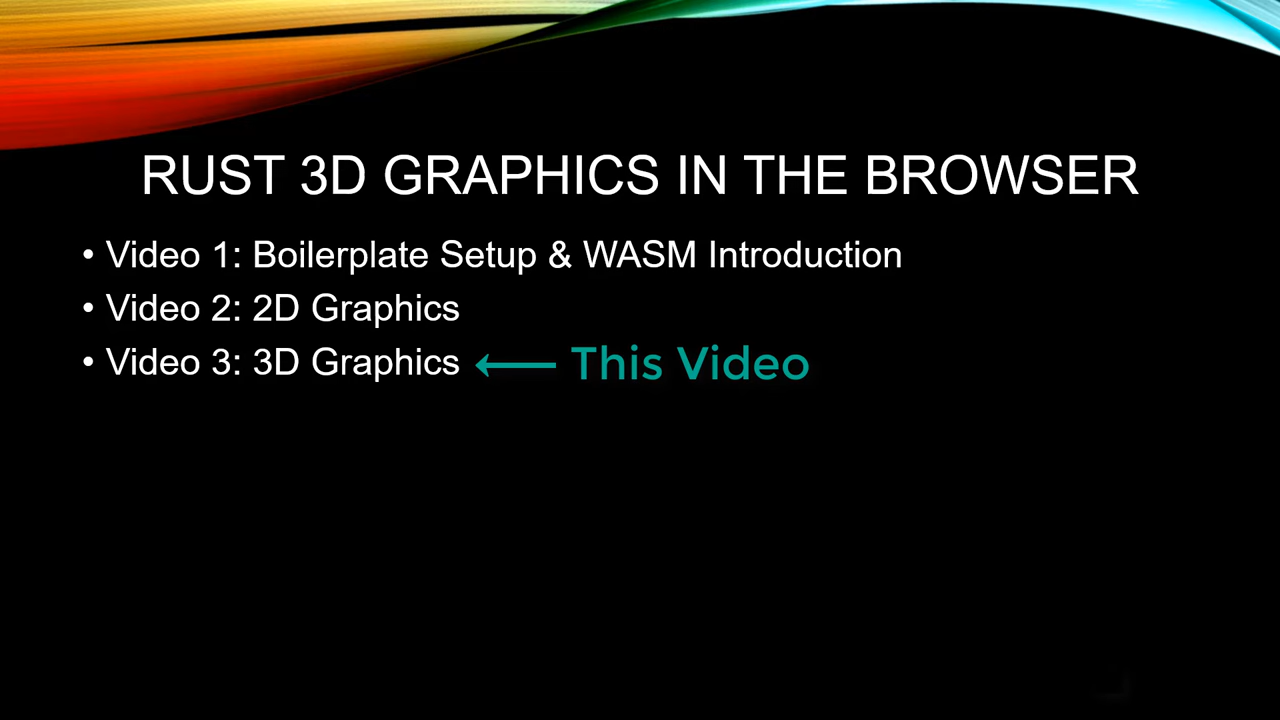 RUST 3D GRAPHICS IN THE BROWSER
• Video 1: Boilerplate Setup & WASM Introduction
• Video 2: 2D Graphics
• Video 3: 3D Graphics ← This Video